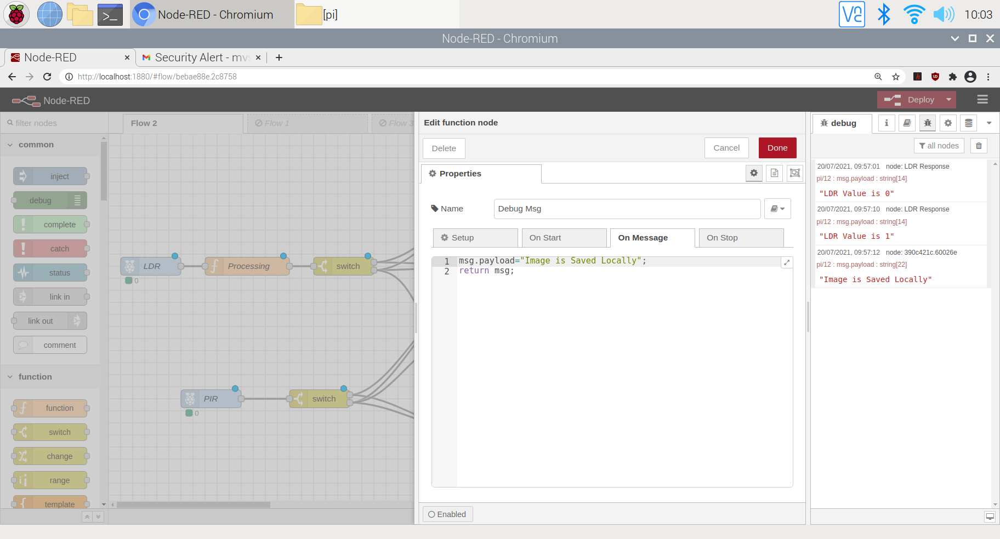 Node-RED - Chromium
[pi]
10:03
Node-RED - Chromium
Node-RED
Security Alert - mvs
http://localhost:1880/#flow/bebae88e.2c8758
Node-RED
Deploy
filter nodes
Flow 2
Flow 1
Flow 3
Edit function node
debug
common
Delete
Cancel
Done
all nodes
inject
debug
complete
catch
status
link in
link out
comment
function
function
switch
change
range
template
LDR
Processing
switch
0
PIR
switch
0
Properties
Name
Debug Msg
Setup
On Start
On Message
On Stop
1 msg.payload="Image is Saved Locally";
2 return msg;
Enabled
20/07/2021, 09:57:01 node: LDR Response
pi/12 : msg.payload : string[14]
"LDR Value is 0"
20/07/2021, 09:57:10 node: LDR Response
pi/12 : msg.payload : string[14]
"LDR Value is 1"
20/07/2021, 09:57:12 node: 390c421c.60026e
pi/12 : msg.payload : string[22]
"Image is Saved Locally"